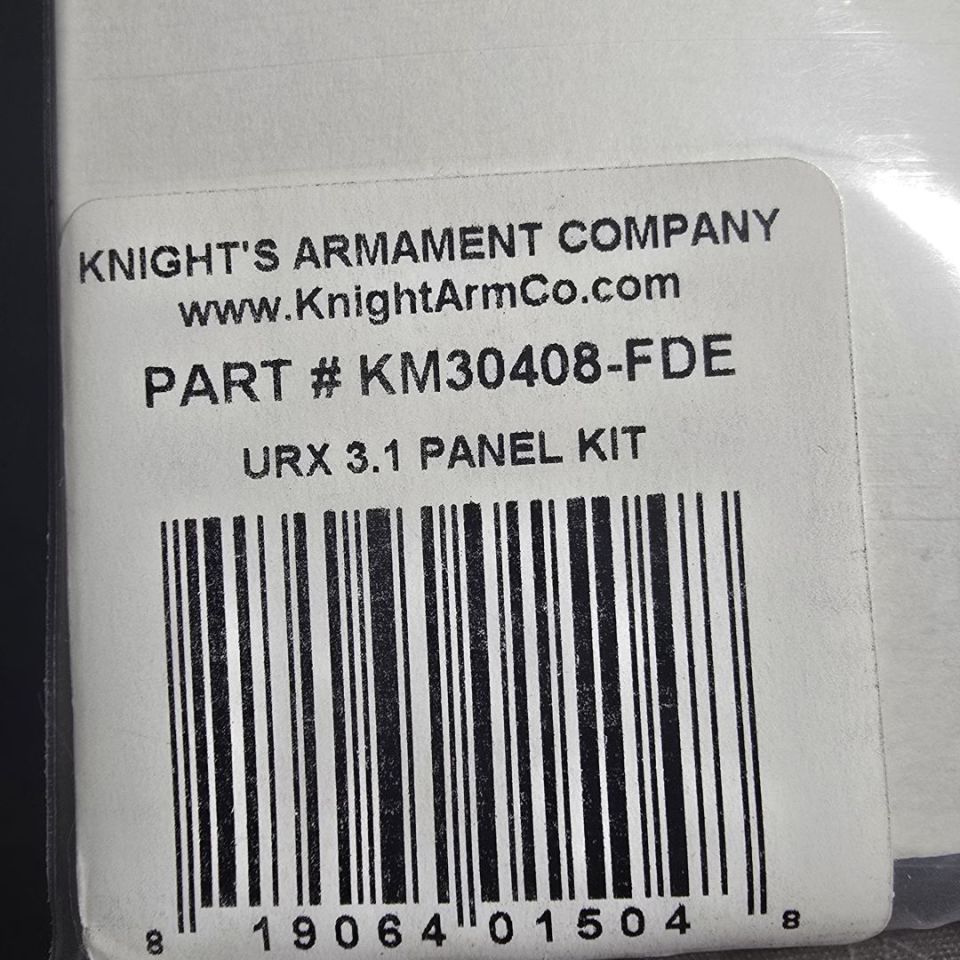 KNIGHT'S ARMAMENT COMPANY
www.KnightArmCo.com
PART # KM30408-FDE
URX 3.1 PANEL KIT
8 19064 01504 8